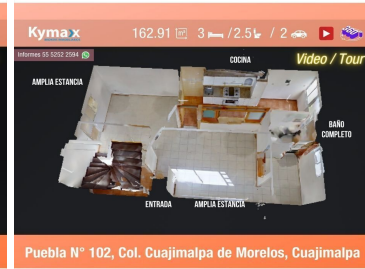 Kymaxx
162.91 m² 3 / 2.5 / 2
Informes 55 5252 2594
Video / Tour
COCINA
AMPLIA ESTANCIA
BAÑO
COMPLETO
ENTRADA
AMPLIA ESTANCIA
Puebla N° 102, Col. Cuajimalpa de Morelos, Cuajimalpa